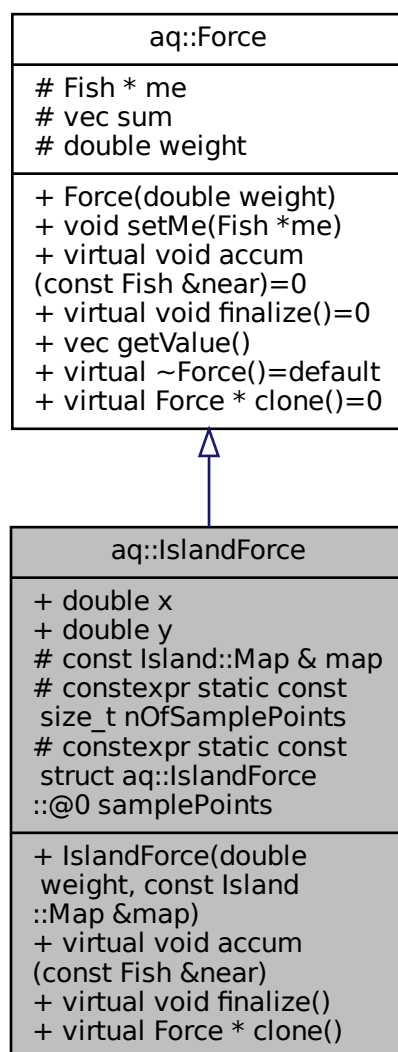 aq::Force
# Fish * me
# vec sum
# double weight
+ Force(double weight)
+ void setMe(Fish *me)
+ virtual void accum
(const Fish &near)=0
+ virtual void finalize()=0
+ vec getValue()
+ virtual ~Force()=default
+ virtual Force * clone()=0
aq::IslandForce
+ double x
+ double y
# const Island::Map & map
# constexpr static const
size_t nOfSamplePoints
# constexpr static const
struct aq::IslandForce
::@0 samplePoints
+ IslandForce(double
weight, const Island
::Map &map)
+ virtual void accum
(const Fish &near)
+ virtual void finalize()
+ virtual Force * clone()